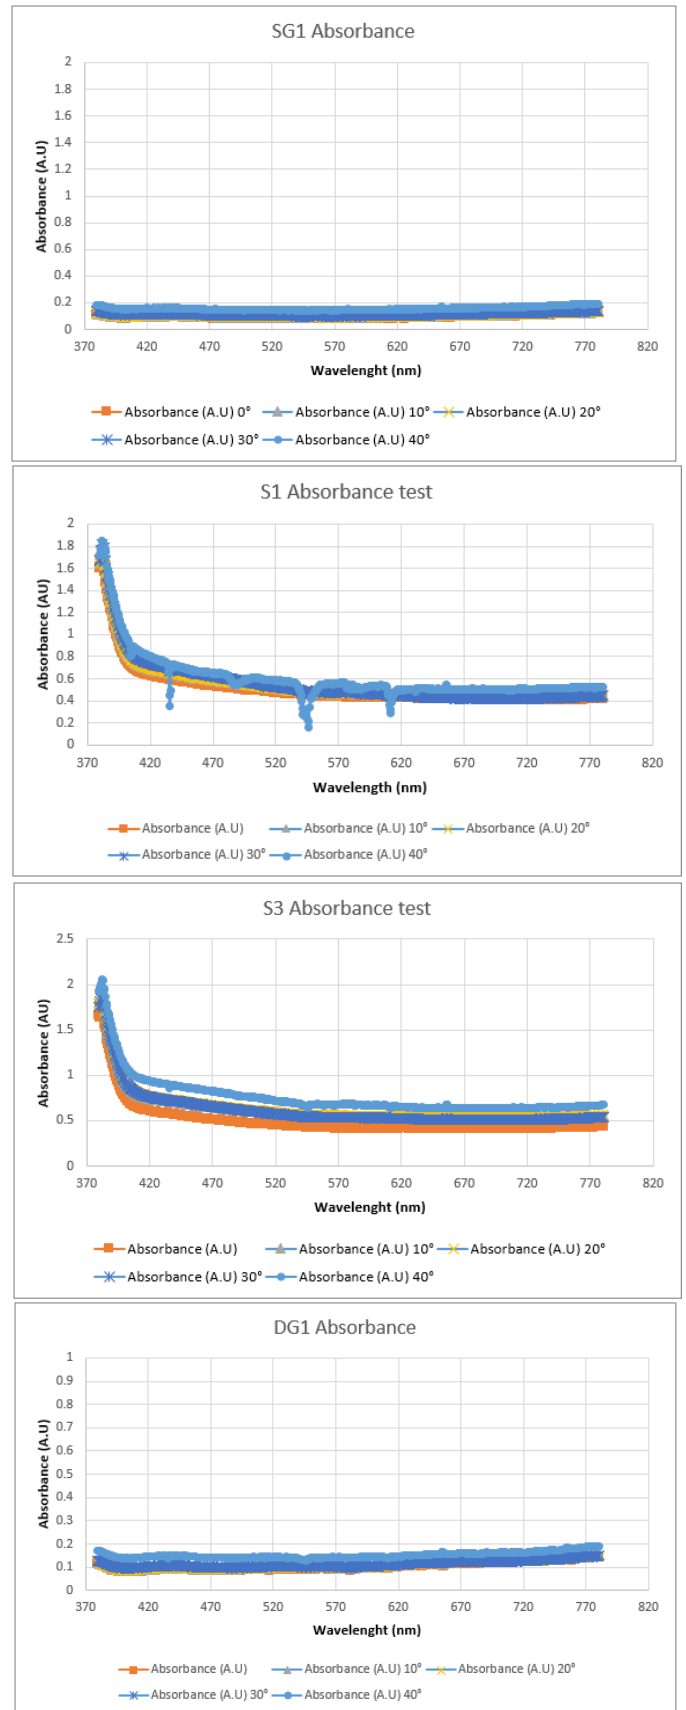 SG1 Absorbance
2
1.8
1.6
1.4
1.2
1
0.8
0.6
0.4
0.2
0
Absorbance (A.U)
370 420 470 520 570 620 670 720 770 820
Wavelenght (nm)
Absorbance (A.U) 0° Absorbance (A.U) 10° Absorbance (A.U) 20°
Absorbance (A.U) 30° Absorbance (A.U) 40°
S1 Absorbance test
2
1.8
1.6
1.4
1.2
1
0.8
0.6
0.4
0.2
0
Absorbance (AU)
370 420 470 520 570 620 670 720 770 820
Wavelength (nm)
Absorbance (A.U) Absorbance (A.U) 10° Absorbance (A.U) 20°
Absorbance (A.U) 30° Absorbance (A.U) 40°
S3 Absorbance test
2.5
2
1.5
1
0.5
0
Absorbance (AU)
370 420 470 520 570 620 670 720 770 820
Wavelenght (nm)
Absorbance (A.U) Absorbance (A.U) 10° Absorbance (A.U) 20°
Absorbance (A.U) 30° Absorbance (A.U) 40°
DG1 Absorbance
1
0.9
0.8
0.7
0.6
0.5
0.4
0.3
0.2
0.1
0
Absorbance (A.U)
370 420 470 520 570 620 670 720 770 820
Wavelenght (nm)
Absorbance (A.U) Absorbance (A.U) 10° Absorbance (A.U) 20°
Absorbance (A.U) 30° Absorbance (A.U) 40°